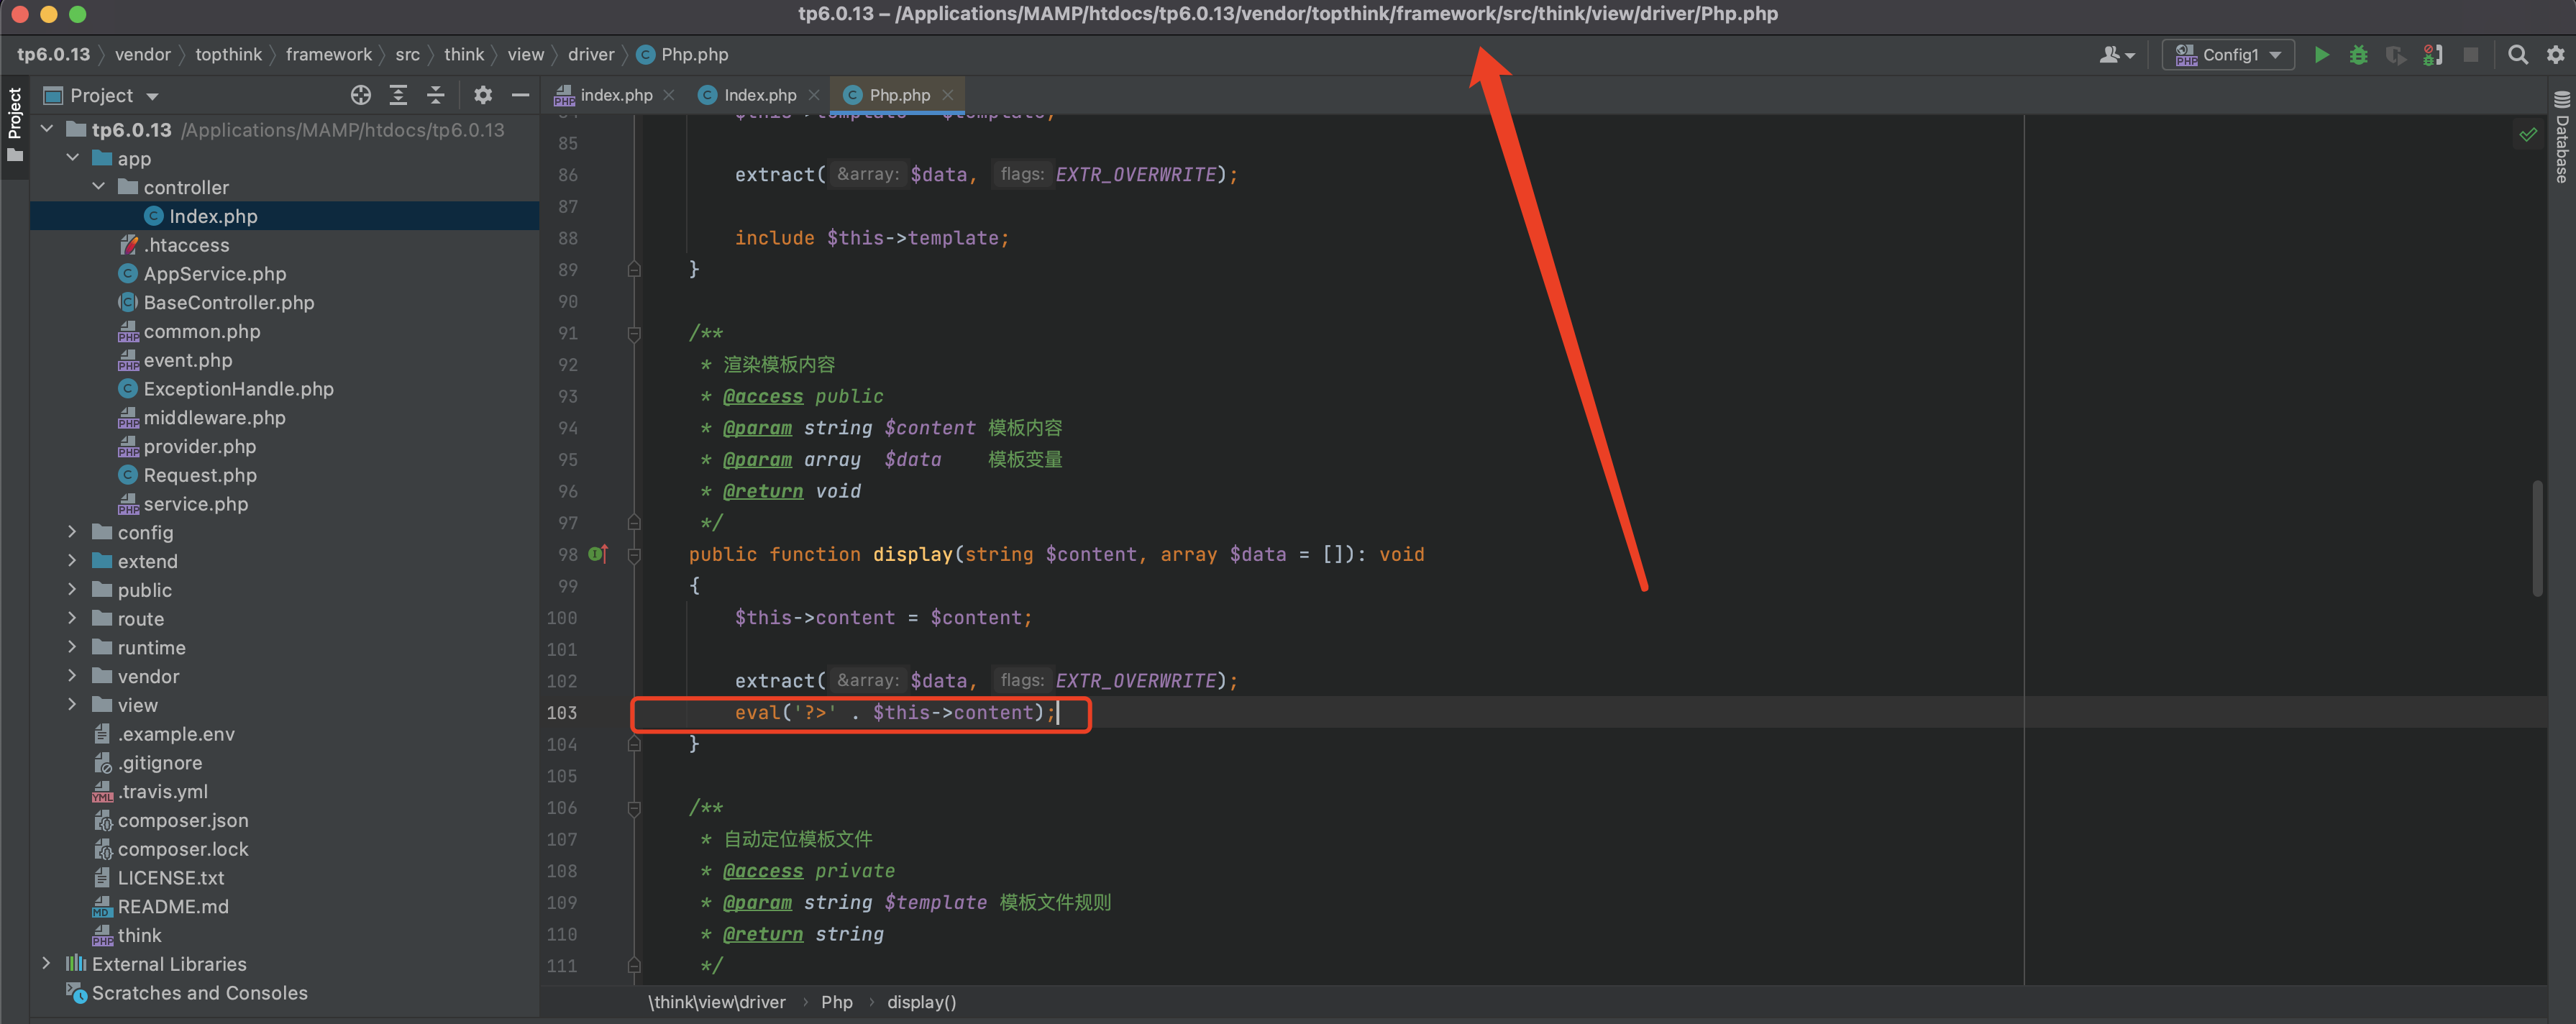 tp6.0.13 – /Applications/MAMP/htdocs/tp6.0.13/vendor/topthink/framework/src/think/view/driver/Php.php
tp6.0.13 vendor topthink framework src think view driver Php.php
Config1
Project
index.php Index.php Php.php
Project
Database
tp6.0.13 /Applications/MAMP/htdocs/tp6.0.13
app
controller
Index.php
.htaccess
AppService.php
BaseController.php
common.php
event.php
ExceptionHandle.php
middleware.php
provider.php
Request.php
service.php
config
extend
public
route
runtime
vendor
view
.example.env
.gitignore
.travis.yml
composer.json
composer.lock
LICENSE.txt
README.md
think
External Libraries
Scratches and Consoles
85
86 extract( &array: $data, flags: EXTR_OVERWRITE);
87
88 include $this->template;
89 }
90
91 /**
92 * 渲染模板内容
93 * @access public
94 * @param string $content 模板内容
95 * @param array $data 模板变量
96 * @return void
97 */
98 public function display(string $content, array $data = []): void
99 {
100 $this->content = $content;
101
102 extract( &array: $data, flags: EXTR_OVERWRITE);
103 eval('?>' . $this->content);
104 }
105
106 /**
107 * 自动定位模板文件
108 * @access private
109 * @param string $template 模板文件规则
110 * @return string
111 */
\think\view\driver Php display()